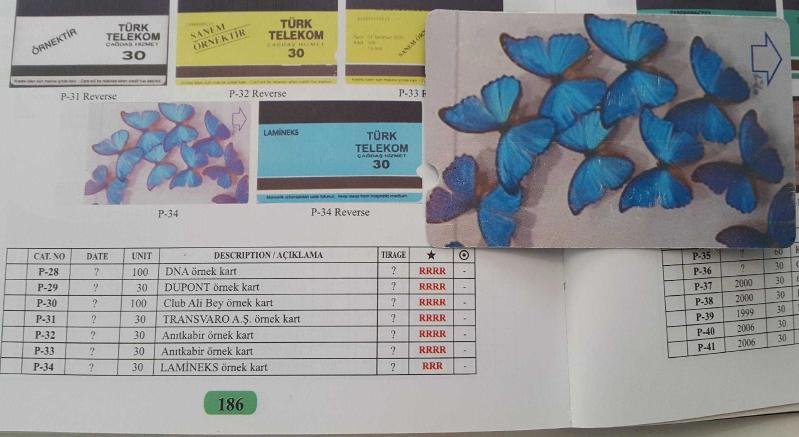 ÖRNEKTİR
TÜRK
TELEKOM
ÇAĞDAŞ HİZMET
30
SANEM
ÖRNEKTİR
TÜRK
TELEKOM
ÇAĞDAŞ HİZMET
30
P-31 Reverse
P-32 Reverse
P-33
LAMİNEKS
TÜRK
TELEKOM
ÇAĞDAŞ HİZMET
30
P-34
P-34 Reverse
CAT. NO DATE UNIT DESCRIPTION / AÇIKLAMA TIRAGE ★
P-28 ? 100 DNA örnek kart ? RRRR -
P-29 ? 30 DUPONT örnek kart ? RRRR -
P-30 ? 100 Club Ali Bey örnek kart ? RRRR -
P-31 ? 30 TRANSVARO A.Ş. örnek kart ? RRRR -
P-32 ? 30 Anıtkabir örnek kart ? RRRR -
P-33 ? 30 Anıtkabir örnek kart ? RRRR -
P-34 ? 30 LAMİNEKS örnek kart ? RRR -
P-35 60
P-36 ? 30
P-37 2000 30
P-38 2000 30
P-39 1999 30
P-40 2006 30
P-41 2006 30
186